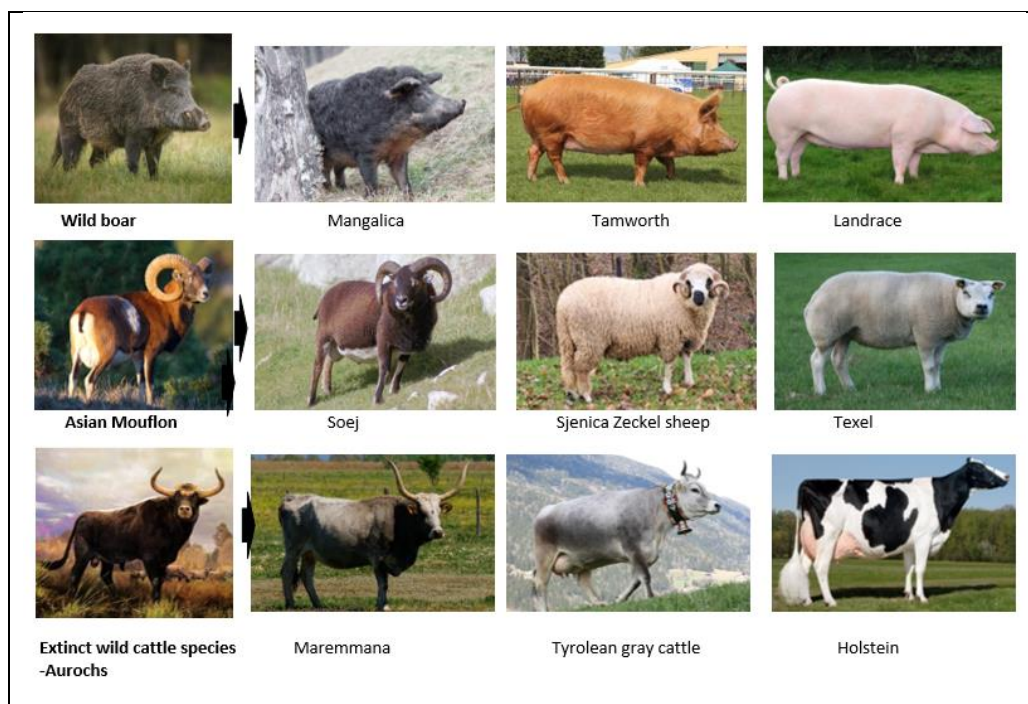 Wild boar
Mangalica
Tamworth
Landrace
Asian Mouflon
Soej
Sjenica Zeckel sheep
Texel
Extinct wild cattle species
-Aurochs
Maremmana
Tyrolean gray cattle
Holstein